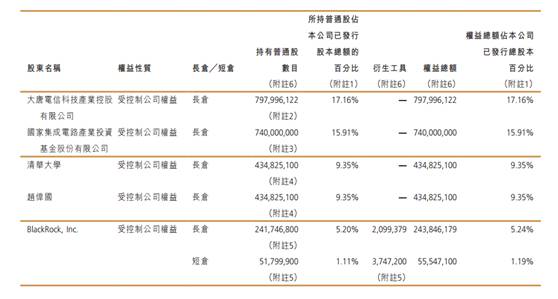 所持普通股佔
本公司已發行 權益總額佔本公司
持有普通股 股本總額的 已發行總股本
數目 百分比 衍生工具 權益總額 百分比
股東名稱 權益性質 長倉╱短倉 (附註6) (附註1) (附註6) (附註6) (附註1)
大唐電信科技產業控股 受控制公司權益 長倉 797,996,122 17.16% — 797,996,122 17.16%
有限公司 (附註2)
國家集成電路產業投資 受控制公司權益 長倉 740,000,000 15.91% — 740,000,000 15.91%
基金股份有限公司 (附註3)
清華大學 受控制公司權益 長倉 434,825,100 9.35% — 434,825,100 9.35%
(附註4)
趙偉國 受控制公司權益 長倉 434,825,100 9.35% — 434,825,100 9.35%
(附註4)
BlackRock, Inc. 受控制公司權益 長倉 241,746,800 5.20% 2,099,379 243,846,179 5.24%
(附註5)
短倉 51,799,900 1.11% 3,747,200 55,547,100 1.19%
(附註5) (附註5)